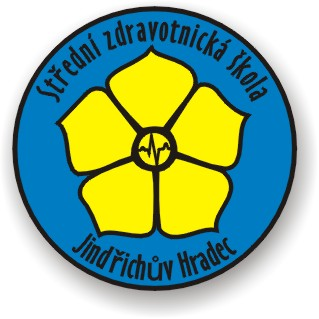 Střední zdravotnická škola
Jindřichův Hradec